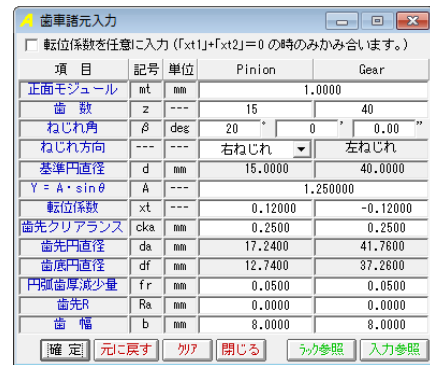 歯車諸元入力
転位係数を任意に入力(「xt1」+「xt2」=0 の時のみかみ合います。)
項 目 記号 単位 Pinion Gear
正面モジュール mt mm 1.0000
歯 数 z --- 15 40
ねじれ角 β deg 20 ° 0 ' 0.00 ”
ねじれ方向 --- --- 右ねじれ 左ねじれ
基準円直径 d mm 15.0000 40.0000
Y = A・sinθ A --- 1.250000
転位係数 xt --- 0.12000 -0.12000
歯先クリアランス cka mm 0.2500 0.2500
歯先円直径 da mm 17.2400 41.7600
歯底円直径 df mm 12.7400 37.2600
円弧歯厚減少量 fr mm 0.0500 0.0500
歯先R Ra mm 0.0000 0.0000
歯 幅 b mm 8.0000 8.0000
確 定 元に戻す クリア 閉じる ラック参照 入力参照